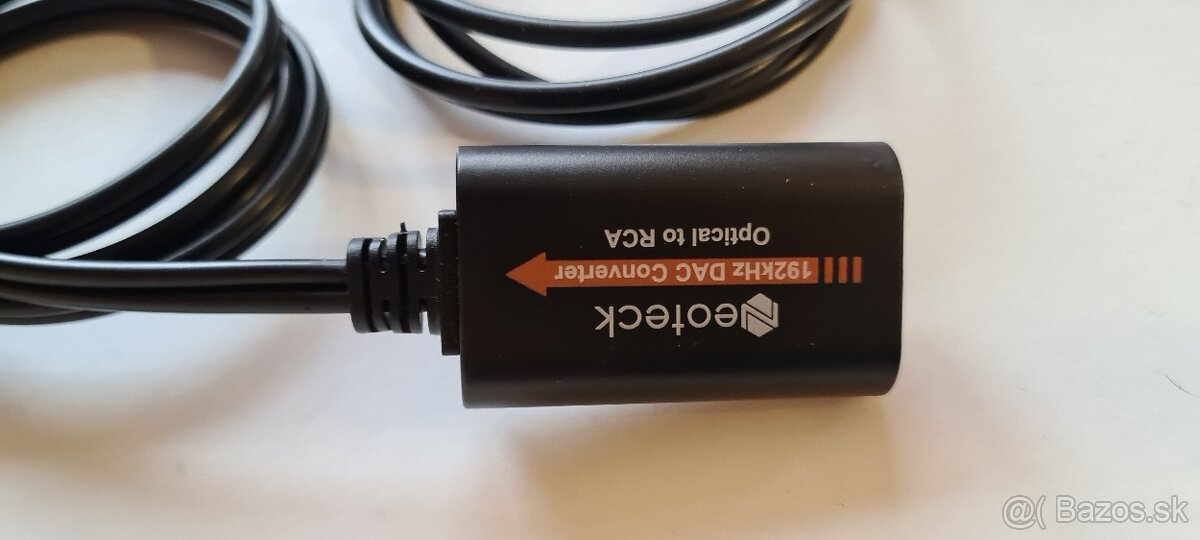 Neoteck
192kHz DAC Converter
Optical to RCA
@( Bazos.sk